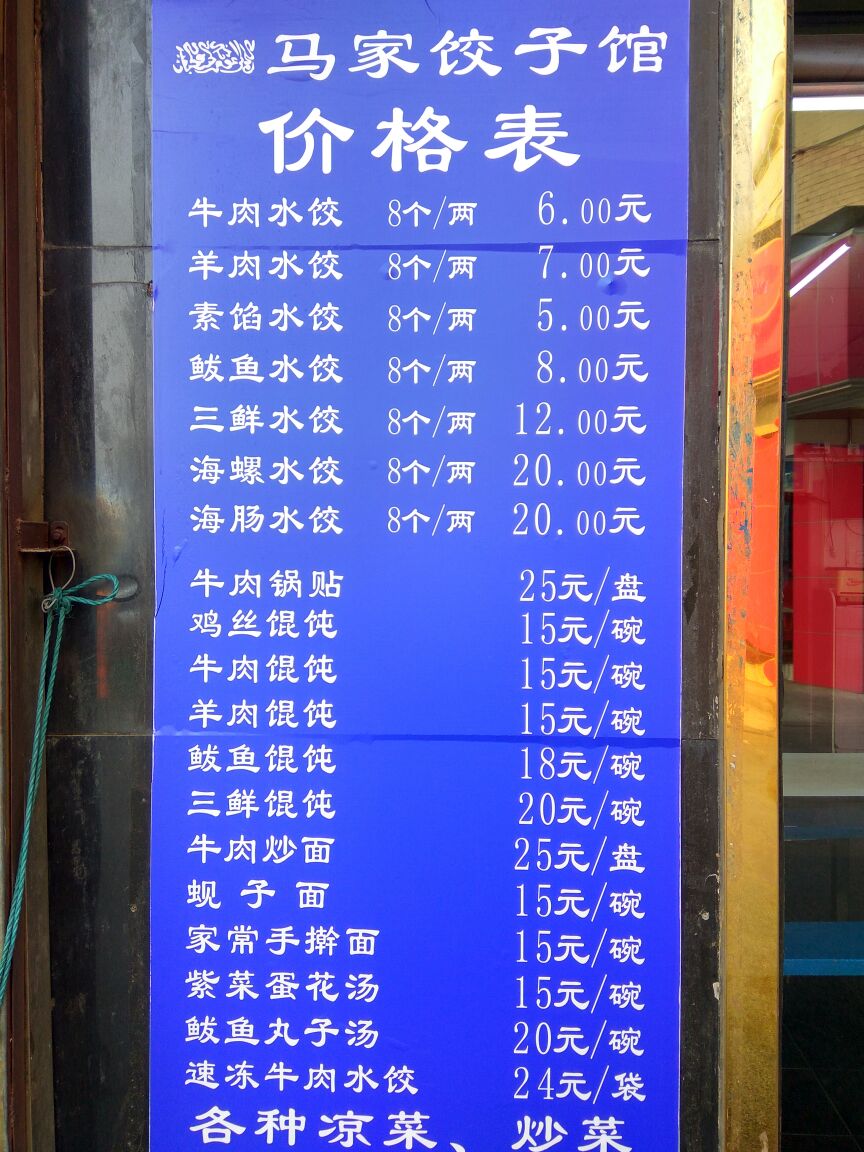 马家饺子馆
价格表
牛肉水饺 8个/两 6.00元
羊肉水饺 8个/两 7.00元
素馅水饺 8个/两 5.00元
鲅鱼水饺 8个/两 8.00元
三鲜水饺 8个/两 12.00元
海螺水饺 8个/两 20.00元
海肠水饺 8个/两 20.00元
牛肉锅贴 25元/盘
鸡丝馄饨 15元/碗
牛肉馄饨 15元/碗
羊肉馄饨 15元/碗
鲅鱼馄饨 18元/碗
三鲜馄饨 20元/碗
牛肉炒面 25元/盘
蚬子面 15元/碗
家常手擀面 15元/碗
紫菜蛋花汤 15元/碗
鲅鱼丸子汤 20元/碗
速冻牛肉水饺 24元/袋
各种凉菜、炒菜